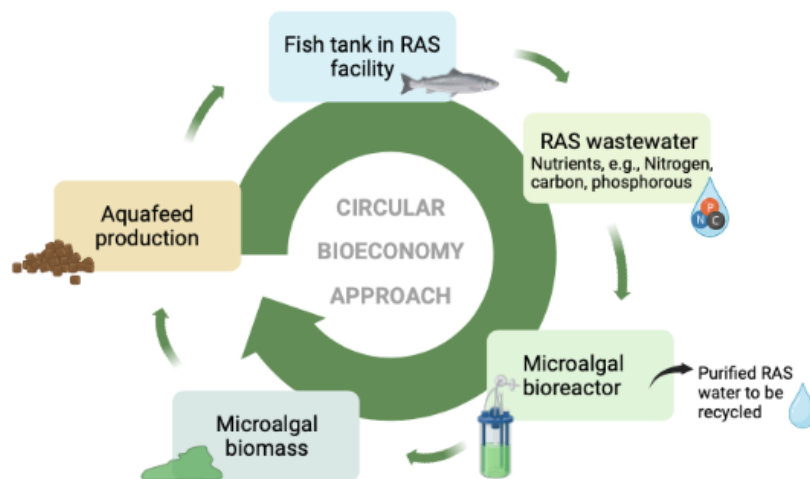 Fish tank in RAS
facility
RAS wastewater
Nutrients, e.g., Nitrogen,
carbon, phosphorous
P
N
C
Microalgal
bioreactor
Purified RAS
water to be
recycled
Microalgal
biomass
Aquafeed
production
CIRCULAR
BIOECONOMY
APPROACH